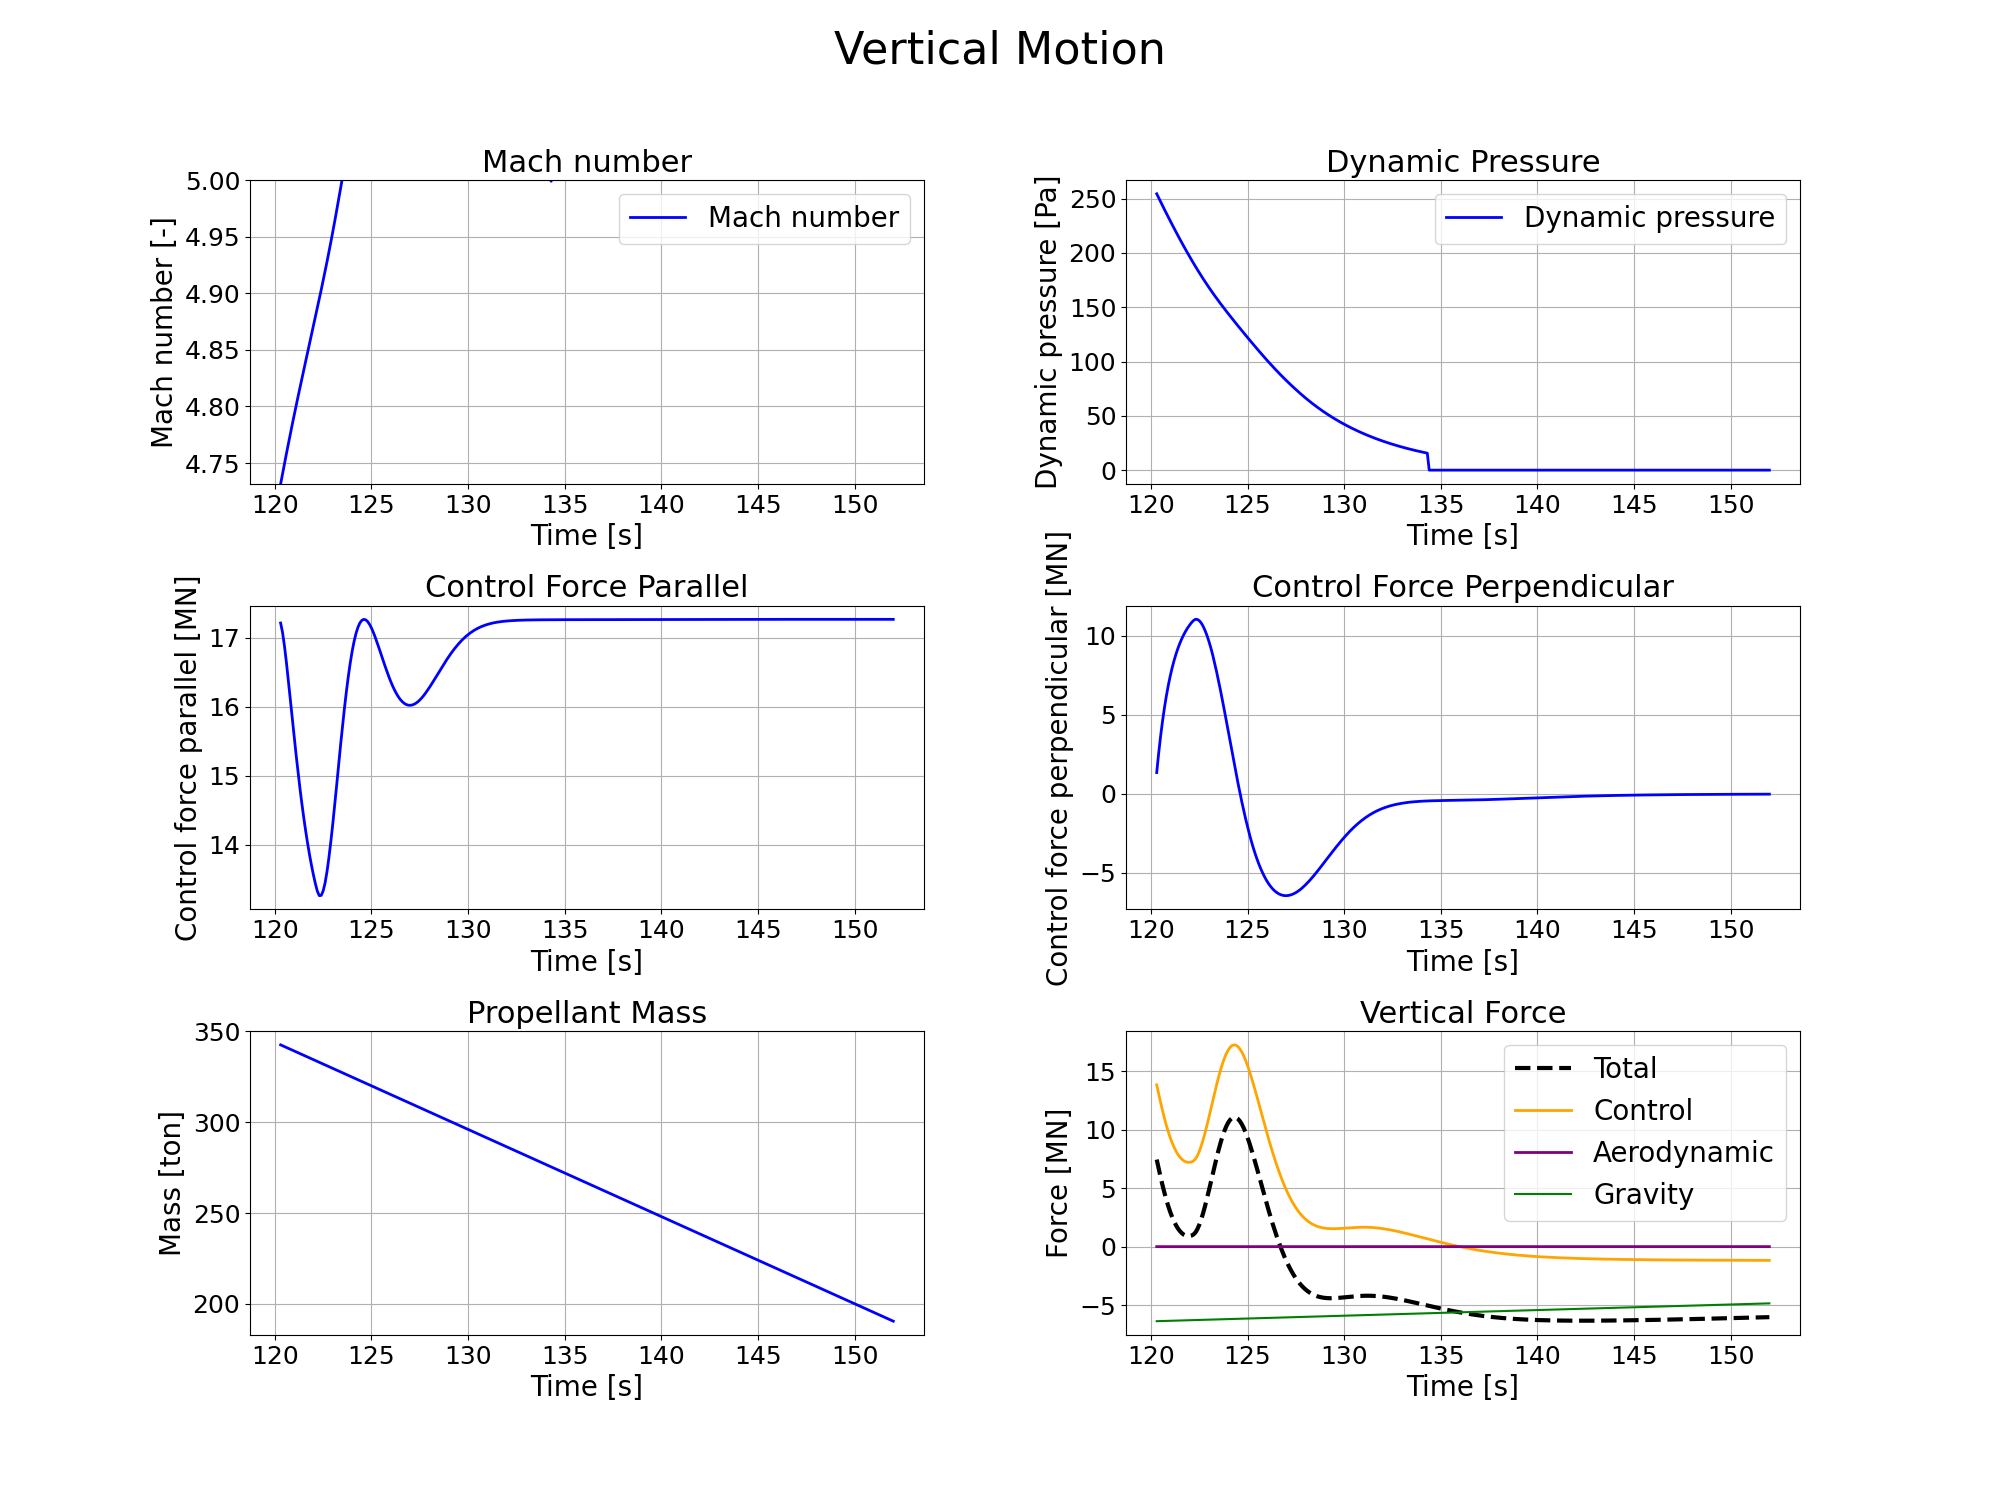 Vertical Motion
Mach number
Mach number [-]
5.00
4.95
4.90
4.85
4.80
4.75
Mach number
120 125 130 135 140 145 150
Time [s]
Dynamic Pressure
Dynamic pressure [Pa]
250
200
150
100
50
0
Dynamic pressure
120 125 130 135 140 145 150
Time [s]
Control Force Parallel
Control force parallel [MN]
17
16
15
14
120 125 130 135 140 145 150
Time [s]
Control Force Perpendicular
Control force perpendicular [MN]
10
5
0
−5
120 125 130 135 140 145 150
Time [s]
Propellant Mass
Mass [ton]
350
300
250
200
120 125 130 135 140 145 150
Time [s]
Vertical Force
Force [MN]
15
10
5
0
−5
Total
Control
Aerodynamic
Gravity
120 125 130 135 140 145 150
Time [s]